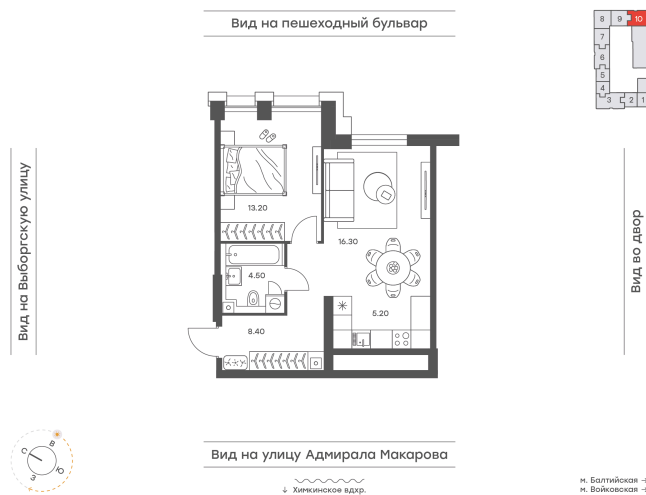 Вид на пешеходный бульвар
8 9 10
7
6
5
4
3 2 1
Вид на Выборгскую улицу
13.20
16.30
4.50
5.20
8.40
Вид во двор
С В
З Ю
Вид на улицу Адмирала Макарова
↓ Химкинское вдхр.
м. Балтийская
м. Войковская